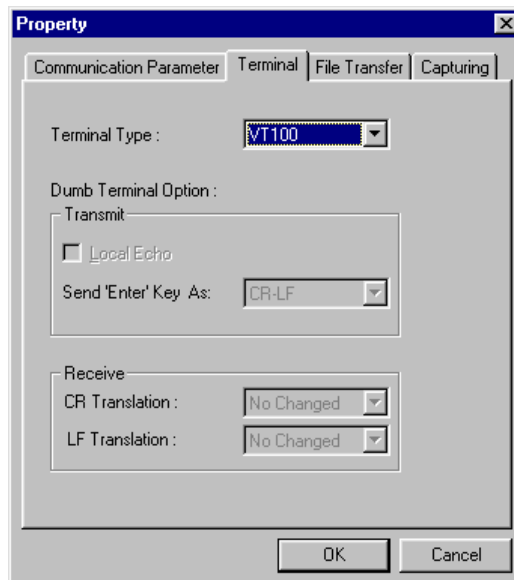 Property
Communication Parameter Terminal File Transfer Capturing
Terminal Type : VT100
Dumb Terminal Option :
Transmit
Local Echo
Send 'Enter' Key As: CR-LF
Receive
CR Translation : No Changed
LF Translation : No Changed
OK Cancel